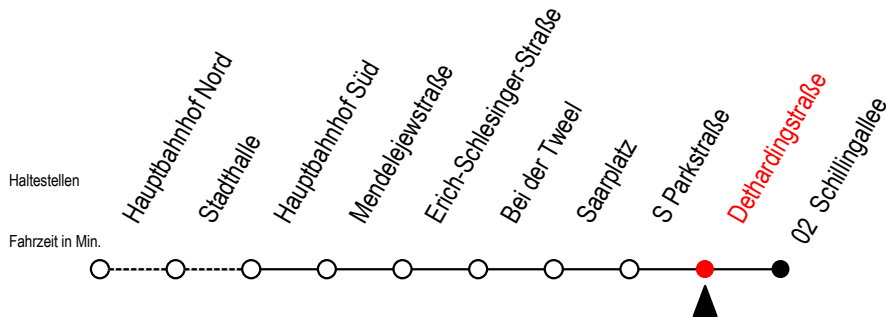 Haltestellen
Fahrzeit in Min.
Hauptbahnhof Nord
Stadthalle
Hauptbahnhof Süd
Mendelejewstraße
Erich-Schlesinger-Straße
Bei der Tweel
Saarplatz
S Parkstraße
Dethardingstraße
02 Schillingallee